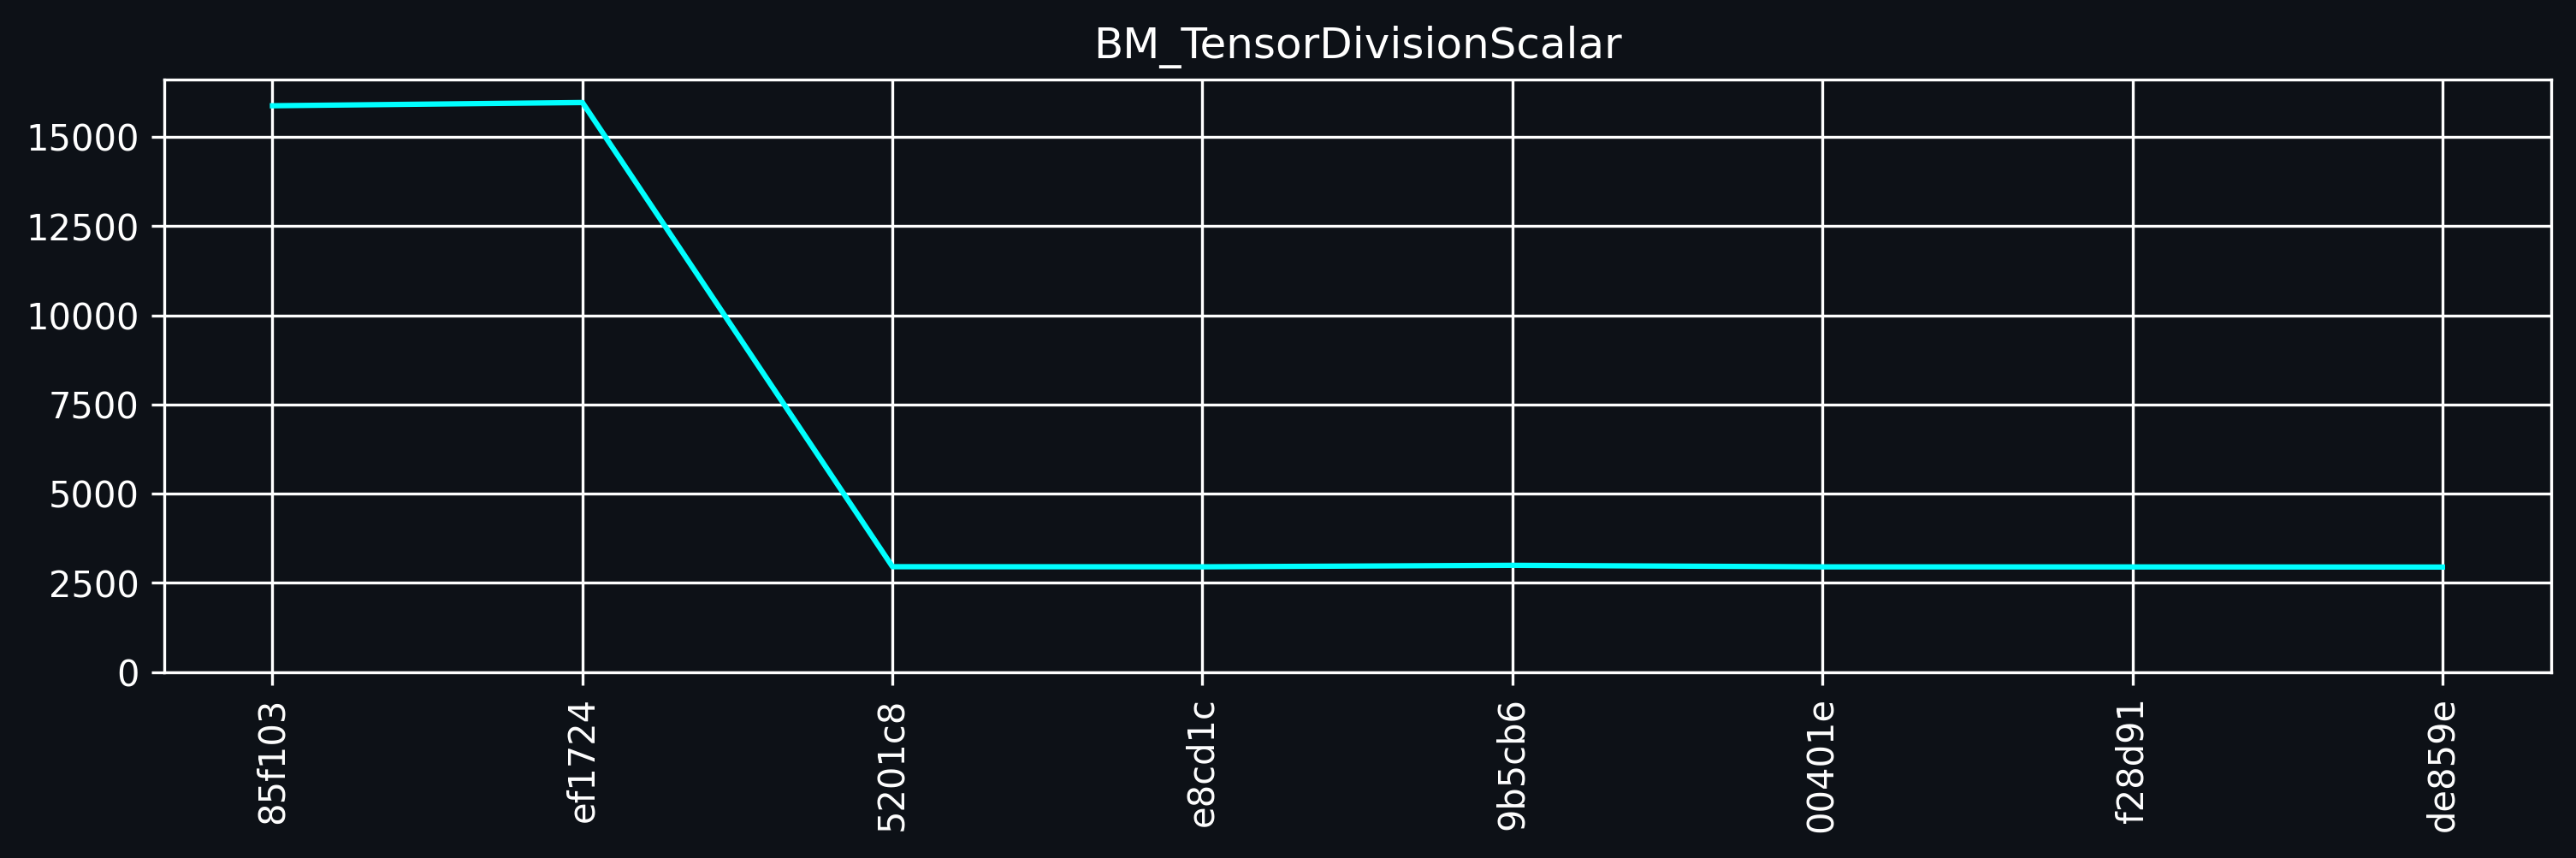 BM_TensorDivisionScalar
15000
12500
10000
7500
5000
2500
0
85f103
ef1724
5201c8
e8cd1c
9b5cb6
00401e
f28d91
de859e